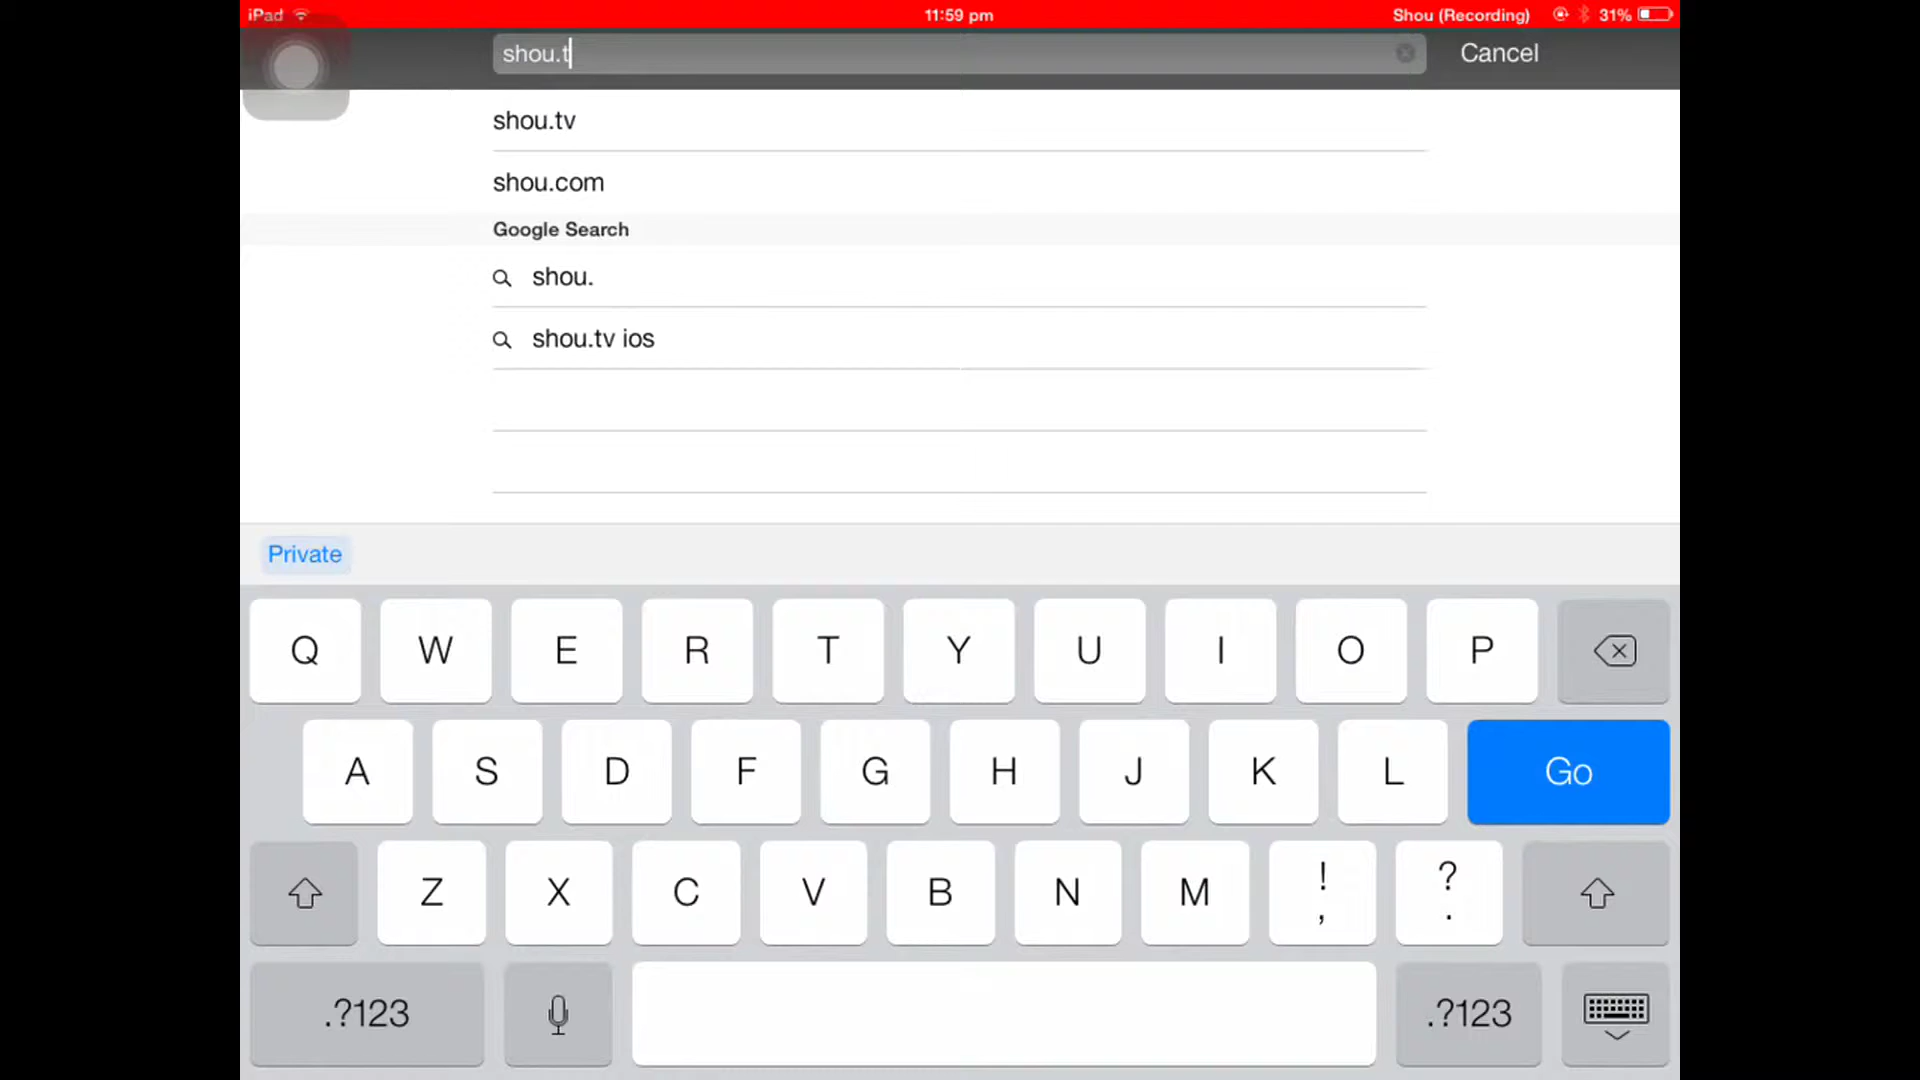 iPad 11:59 pm Shou (Recording) 31%
shou.t Cancel
shou.tv
shou.com
Google Search
shou.
shou.tv ios
Private
Q W E R T Y U I O P
A S D F G H J K L Go
Z X C V B N M ! , ? .
.?123 .?123